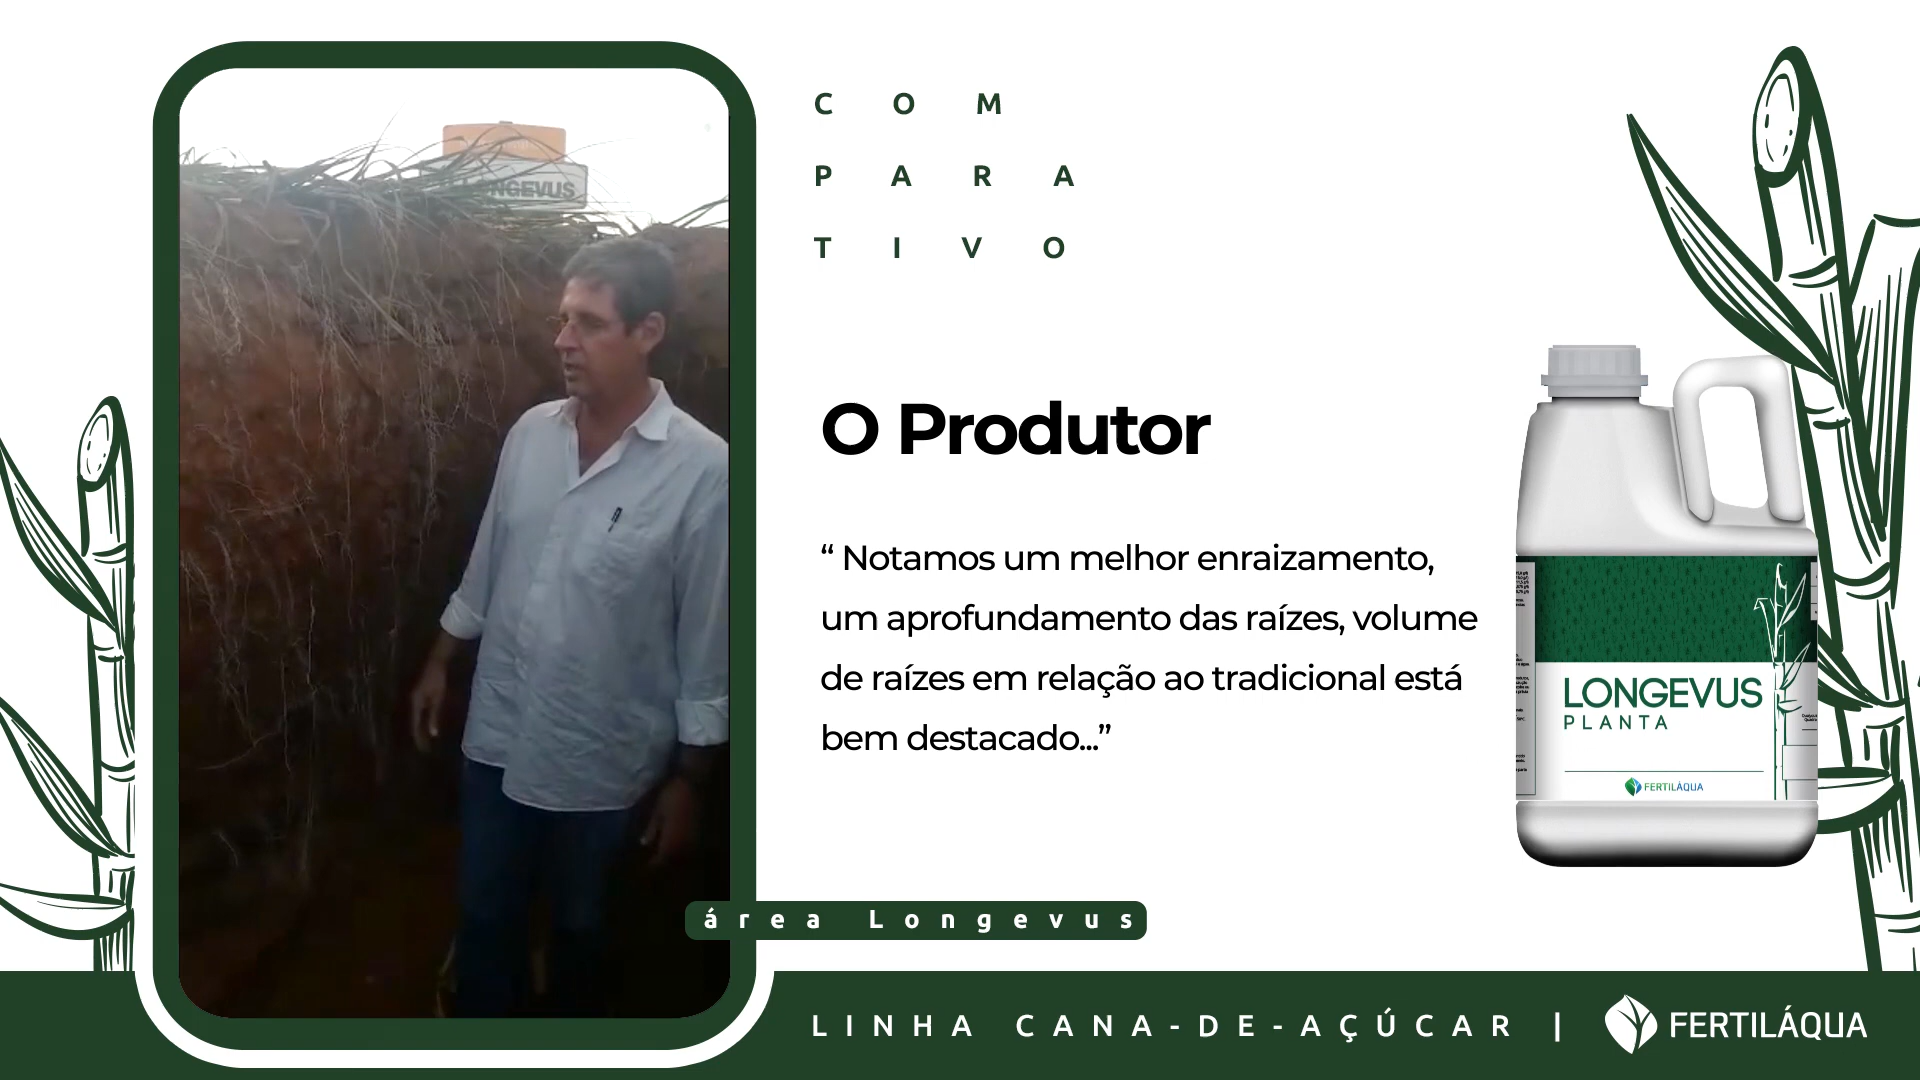 C O M
P A R A
T I V O
LONGEVUS
O Produtor
“ Notamos um melhor enraizamento,
um aprofundamento das raízes, volume
de raízes em relação ao tradicional está
bem destacado...”
LONGEVUS
PLANTA
FERTILÁQUA
área Longevus
LINHA CANA-DE-AÇÚCAR | FERTILÁQUA